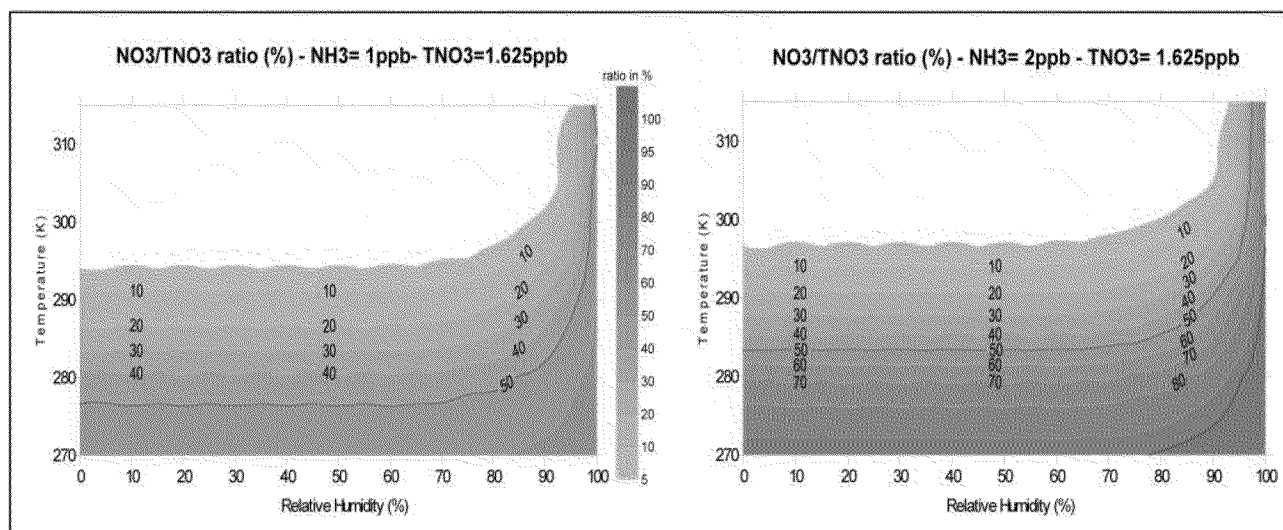 NO3/TNO3 ratio (%) - NH3= 1ppb- TNO3=1.625ppb
ratio in %
100
95
90
80
70
60
50
40
30
20
10
5
Temperature (K)
310
300
290
280
270
10 10 10
20 20 20
30 30 30
40 40 40
50
0 10 20 30 40 50 60 70 80 90 100
Relative Humidity (%)
NO3/TNO3 ratio (%) - NH3= 2ppb - TNO3= 1.625ppb
Temperature (K)
310
300
290
280
270
10 10 10
20 20 20
30 30 30
40 40 40
50 50 50
60 60 60
70 70 70
80
0 10 20 30 40 50 60 70 80 90 100
Relative Humidity (%)